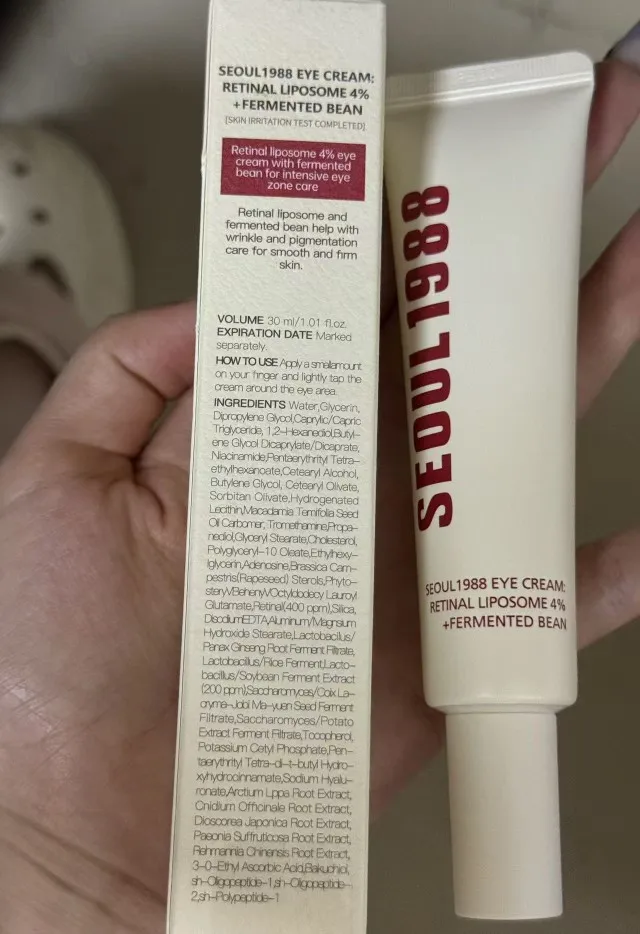 SEOUL1988 EYE CREAM:
RETINAL LIPOSOME 4%
+FERMENTED BEAN
[SKIN IRRITATION TEST COMPLETED]
Retinal liposome 4% eye
cream with fermented
bean for intensive eye
zone care
Retinal liposome and
fermented bean help with
wrinkle and pigmentation
care for smooth and firm
skin.
VOLUME 30 ml/1.01 fl.oz.
EXPIRATION DATE Marked
separately.
HOW TO USE Apply a small amount
on your finger and lightly tap the
cream around the eye area.
INGREDIENTS Water,Glycerin,
Dipropylene Glycol,Caprylic/Capric
Triglyceride, 1,2-Hexanediol,Butyl-
ene Glycol Dicaprylate/Dicaprate,
Niacinamide,Pentaerythrityl Tetra-
ethylhexanoate,Cetearyl Alcohol,
Butylene Glycol, Cetearyl Olivate,
Sorbitan Olivate,Hydrogenated
Lecithin,Macadamia Ternifolia Seed
Oil Carbomer, Tromethamine,Propa-
nediol,Glyceryl Stearate,Cholesterol,
Polyglyceryl-10 Oleate,Ethylhexy-
lglycerin,Adenosine,Brassica Cam-
pestris(Rapeseed) Sterols,Phyto-
steryl/Behenyl/Octyldodecy Lauroyl
Glutamate,Retinal(400 ppm),Silica,
DisodiumEDTA,Aluminum/Magnsium
Hydroxide Stearate,Lactobacillus/
Panax Ginseng Root Ferment Filtrate,
Lactobacillus/Rice Ferment,Lacto-
bacillus/Soybean Ferment Extract
(200 ppm),Saccharomyces/Coix La-
cryma-Jobi Ma-yuen Seed Ferment
Filtrate,Saccharomyces/Potato
Extract Ferment Filtrate,Tocopherol,
Potassium Cetyl Phosphate,Pen-
taerythrityl Tetra-di-t-butyl Hydro-
xyhydrocinnamate,Sodium Hyalu-
ronate,Arctium Lppa Root Extract,
Cnidium Officinale Root Extract,
Dioscorea Japonica Root Extract,
Paeonia Suffruticosa Root Extract,
Rehmannia Chinensis Root Extract,
3-O-Ethyl Ascorbic Acid,Bakuchiol,
sh-Oligopeptide-1,sh-Oligopeptide-
2,sh-Polypeptide-1
SEOUL1988
SEOUL1988 EYE CREAM:
RETINAL LIPOSOME 4%
+FERMENTED BEAN